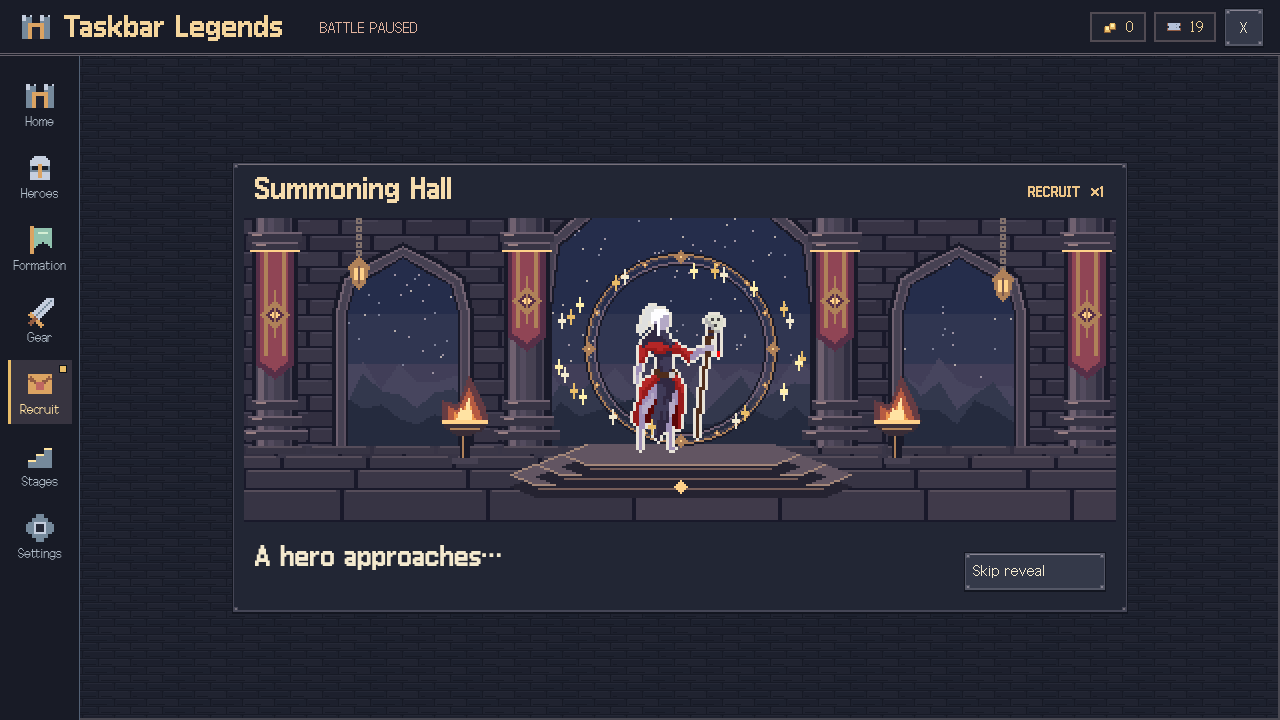 Taskbar Legends
BATTLE PAUSED
0
19
X
Home
Heroes
Formation
Gear
Recruit
Stages
Settings
Summoning Hall
RECRUIT ×1
A hero approaches…
Skip reveal